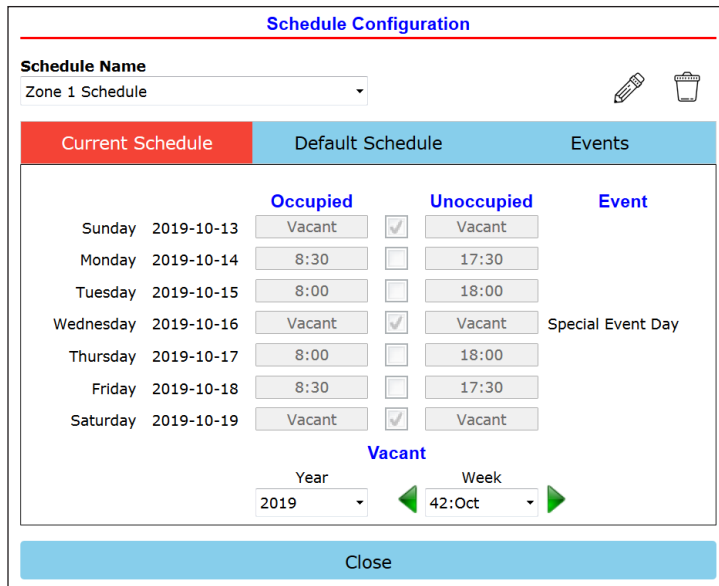 Schedule Configuration
Schedule Name
Zone 1 Schedule
Current Schedule Default Schedule Events
Occupied Unoccupied Event
Sunday 2019-10-13 Vacant Vacant
Monday 2019-10-14 8:30 17:30
Tuesday 2019-10-15 8:00 18:00
Wednesday 2019-10-16 Vacant Vacant Special Event Day
Thursday 2019-10-17 8:00 18:00
Friday 2019-10-18 8:30 17:30
Saturday 2019-10-19 Vacant Vacant
Vacant
Year Week
2019 42:Oct
Close